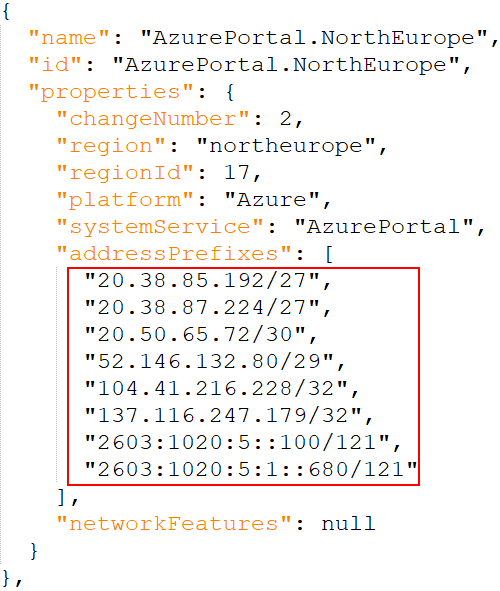 {
"name": "AzurePortal.NorthEurope",
"id": "AzurePortal.NorthEurope",
"properties": {
"changeNumber": 2,
"region": "northeurope",
"regionId": 17,
"platform": "Azure",
"systemService": "AzurePortal",
"addressPrefixes": [
"20.38.85.192/27",
"20.38.87.224/27",
"20.50.65.72/30",
"52.146.132.80/29",
"104.41.216.228/32",
"137.116.247.179/32",
"2603:1020:5::100/121",
"2603:1020:5:1::680/121"
],
"networkFeatures": null
}
},